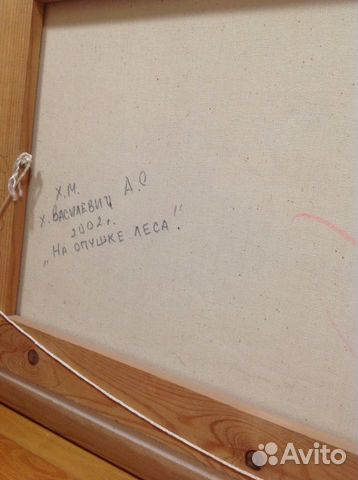 Х.М.
Х. ВАСИЛЕВИЧ А.С
2002г.
„НА ОПУШКЕ ЛЕСА"
Avito